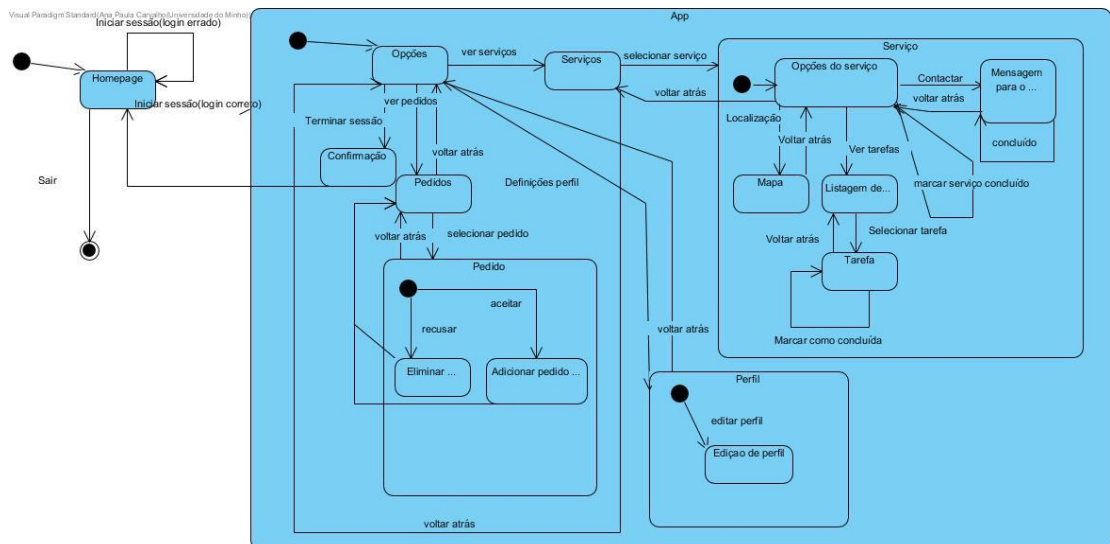 Visual Paradigm Standard(Ana Paula Carvalho(Universidade do Minho))
App
Iniciar sessão(login errado)
Homepage
Iniciar sessão(login correto)
Sair
Opções
ver serviços
Serviços
selecionar serviço
voltar atrás
ver pedidos
Terminar sessão
Confirmação
voltar atrás
Pedidos
Definições perfil
voltar atrás
selecionar pedido
Pedido
aceitar
recusar
Eliminar ...
Adicionar pedido ...
voltar atrás
Serviço
Opções do serviço
Contactar
Mensagem
para o ...
voltar atrás
Localização
Voltar atrás
Ver tarefas
concluído
Mapa
Listagem de...
marcar serviço concluído
Voltar atrás
Selecionar tarefa
Tarefa
Marcar como concluída
voltar atrás
Perfil
editar perfil
Ediçao de perfil